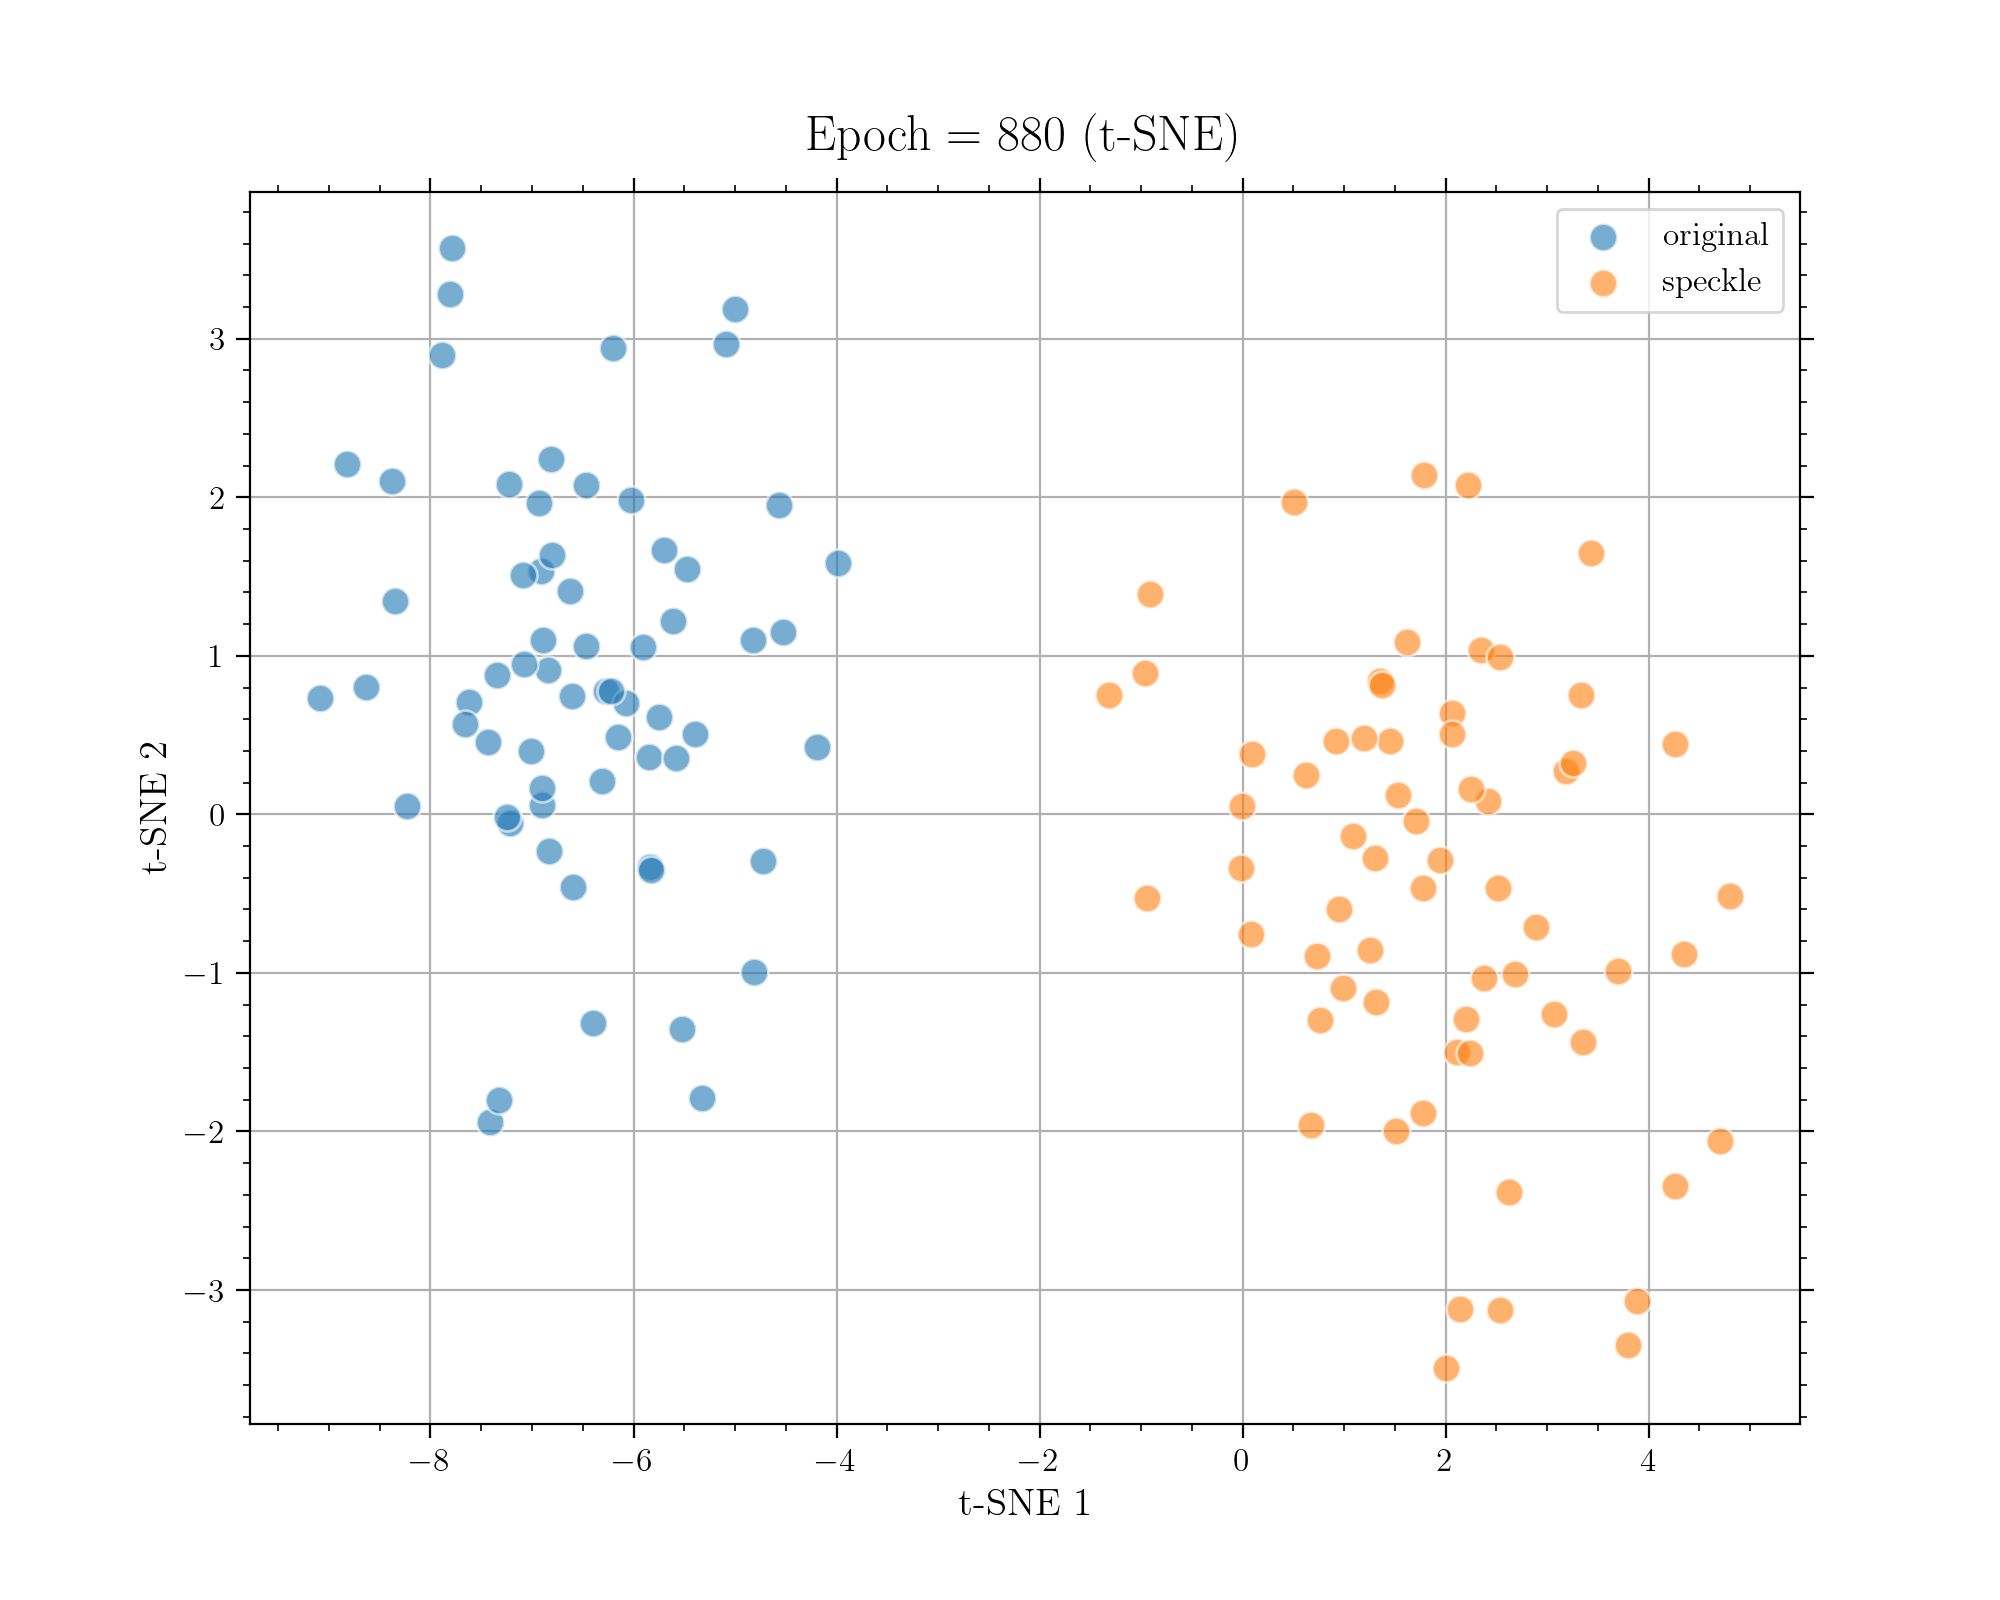 Epoch = 880 (t-SNE)
original
speckle
3
2
1
0
−1
−2
−3
t-SNE 2
−8 −6 −4 −2 0 2 4
t-SNE 1